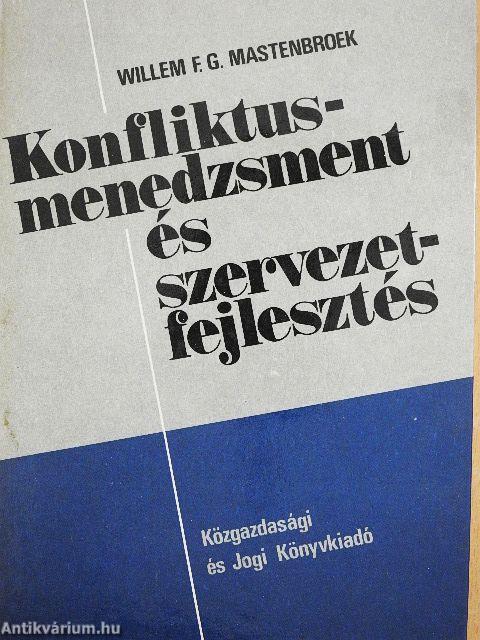 WILLEM F. G. MASTENBROEK
Konfliktus-
menedzsment
és
szervezet-
fejlesztés
Közgazdasági
és Jogi Könyvkiadó
Antikvárium.hu